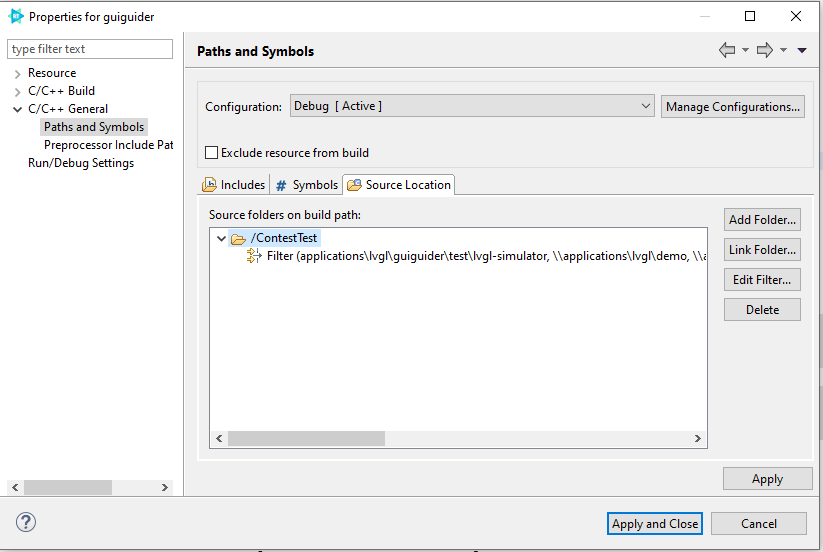 Properties for guiguider
type filter text
Resource
C/C++ Build
C/C++ General
Paths and Symbols
Preprocessor Include Pat
Run/Debug Settings
Paths and Symbols
Configuration:
Debug [ Active ]
Manage Configurations...
Exclude resource from build
Includes
# Symbols
Source Location
Source folders on build path:
/ContestTest
Filter (applications\lvgl\guiguider\test\lvgl-simulator, \\applications\lvgl\demo, \\a
Add Folder...
Link Folder...
Edit Filter...
Delete
Apply
?
Apply and Close
Cancel